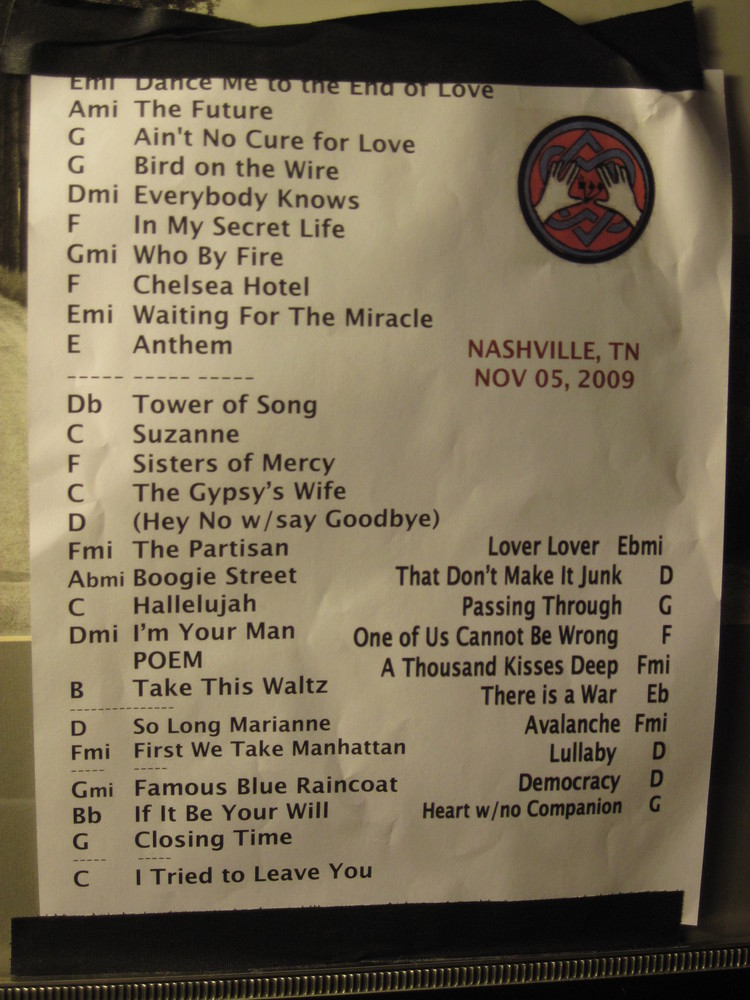 Emi Dance Me to the End of Love
Ami The Future
G Ain't No Cure for Love
G Bird on the Wire
Dmi Everybody Knows
F In My Secret Life
Gmi Who By Fire
F Chelsea Hotel
Emi Waiting For The Miracle
E Anthem
NASHVILLE, TN
NOV 05, 2009
----- ----- -----
Db Tower of Song
C Suzanne
F Sisters of Mercy
C The Gypsy's Wife
D (Hey No w/say Goodbye)
Fmi The Partisan
Abmi Boogie Street
C Hallelujah
Dmi I'm Your Man
POEM
B Take This Waltz
----------------
D So Long Marianne
Fmi First We Take Manhattan
----- -----
Gmi Famous Blue Raincoat
Bb If It Be Your Will
G Closing Time
----- -----
C I Tried to Leave You
Lover Lover Ebmi
That Don't Make It Junk D
Passing Through G
One of Us Cannot Be Wrong F
A Thousand Kisses Deep Fmi
There is a War Eb
Avalanche Fmi
Lullaby D
Democracy D
Heart w/no Companion G